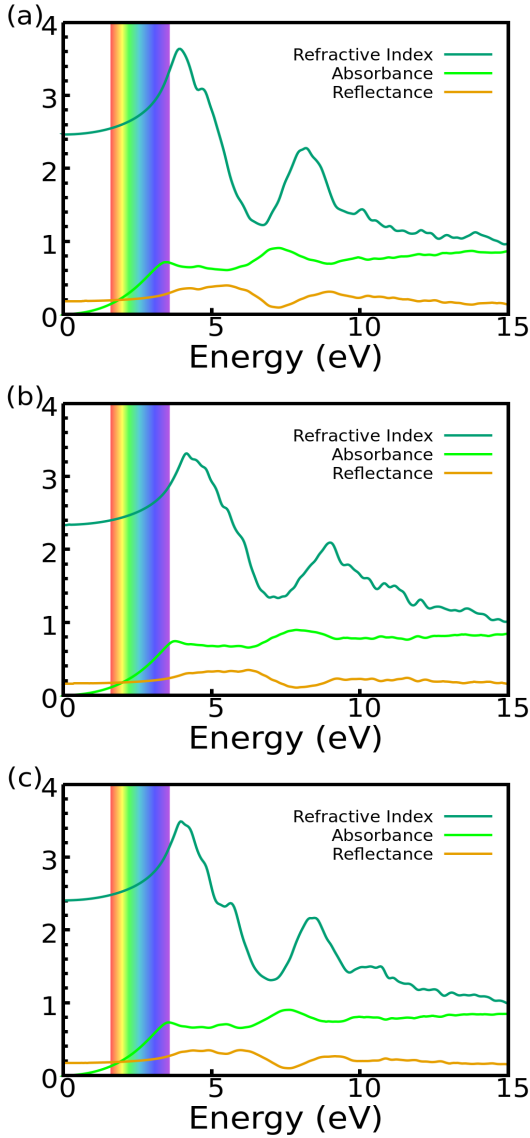 (a)
4
3
2
1
0
Refractive Index
Absorbance
Reflectance
0 5 10 15
Energy (eV)
(b)
4
3
2
1
0
Refractive Index
Absorbance
Reflectance
0 5 10 15
Energy (eV)
(c)
4
3
2
1
0
Refractive Index
Absorbance
Reflectance
0 5 10 15
Energy (eV)